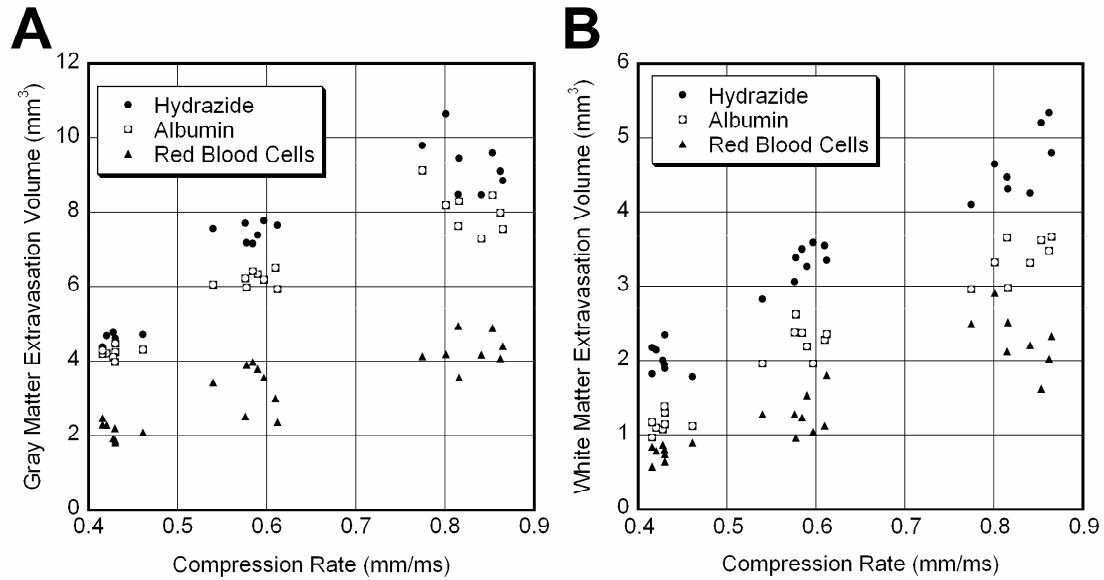 A
Gray Matter Extravasation Volume (mm³)
12
10
8
6
4
2
0
Hydrazide
Albumin
Red Blood Cells
0.4 0.5 0.6 0.7 0.8 0.9
Compression Rate (mm/ms)
B
White Matter Extravasation Volume (mm³)
6
5
4
3
2
1
0
Hydrazide
Albumin
Red Blood Cells
0.4 0.5 0.6 0.7 0.8 0.9
Compression Rate (mm/ms)